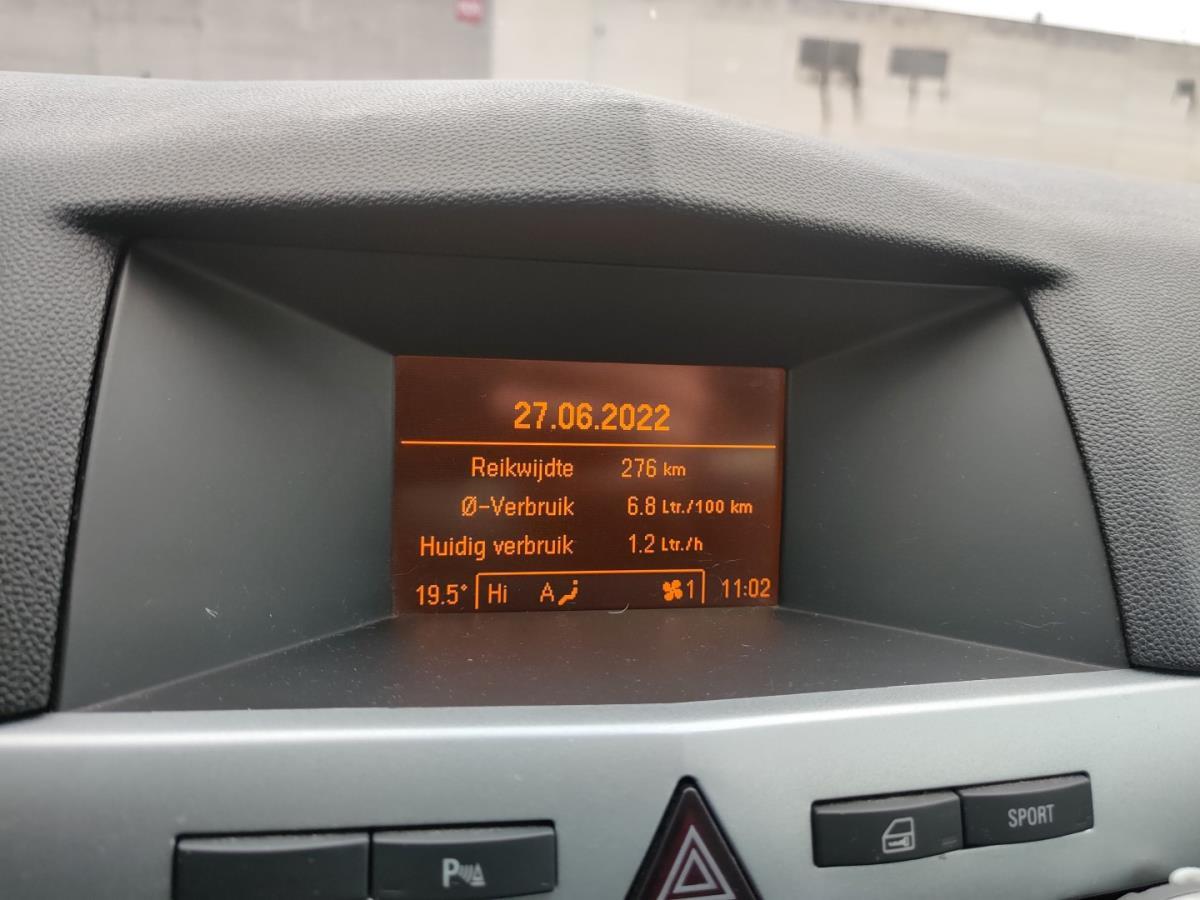 27.06.2022
Reikwijdte 276 km
Ø-Verbruik 6.8 Ltr./100 km
Huidig verbruik 1.2 Ltr./h
19.5° Hi A 1 11:02
P SPORT